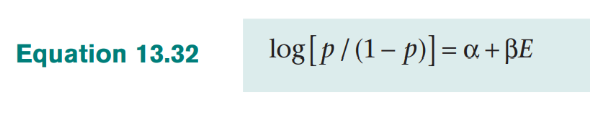 Equation 13.32 log[p/(1−p)]=α+βE